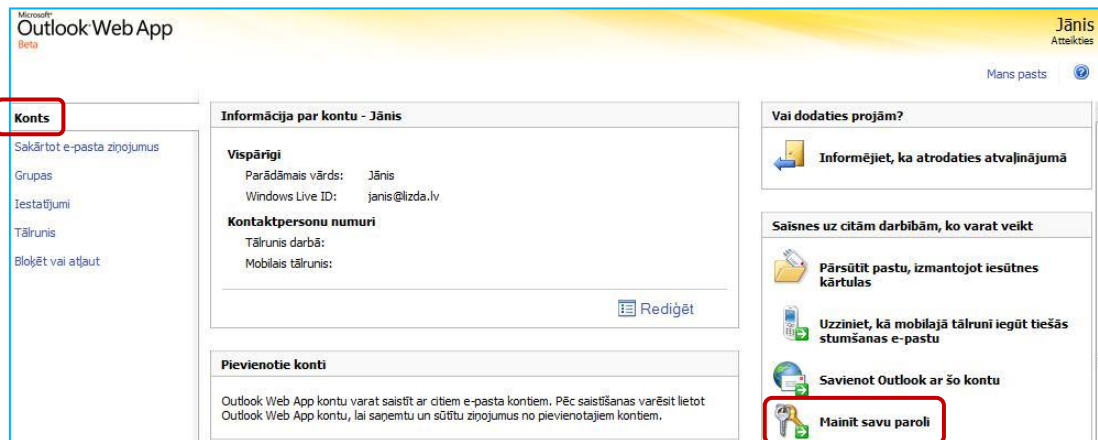 Microsoft®
Outlook Web App
Beta
Jānis
Atteikties
Mans pasts
Konts
Sakārtot e-pasta ziņojumus
Grupas
Iestatījumi
Tālrunis
Bloķēt vai atļaut
Informācija par kontu - Jānis
Vispārīgi
Parādāmais vārds: Jānis
Windows Live ID: janis@lizda.lv
Kontaktpersonu numuri
Tālrunis darbā:
Mobilais tālrunis:
Rediģēt
Pievienotie konti
Outlook Web App kontu varat saistīt ar citiem e-pasta kontiem. Pēc saistīšanas varēsit lietot
Outlook Web App kontu, lai saņemtu un sūtītu ziņojumus no pievienotajiem kontiem.
Vai dodaties projām?
Informējiet, ka atrodaties atvaļinājumā
Saīsnes uz citām darbībām, ko varat veikt
Pārsūtīt pastu, izmantojot iesūtnes
kārtulas
Uzziniet, kā mobilajā tālrunī iegūt tiešās
stumšanas e-pastu
Savienot Outlook ar šo kontu
Mainīt savu paroli